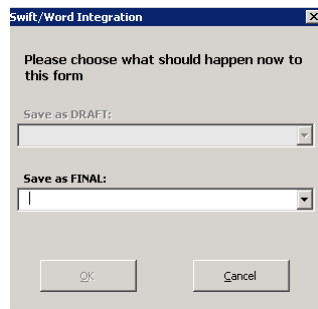 Swift/Word Integration
Please choose what should happen now to
this form
Save as DRAFT:
Save as FINAL:
OK
Cancel